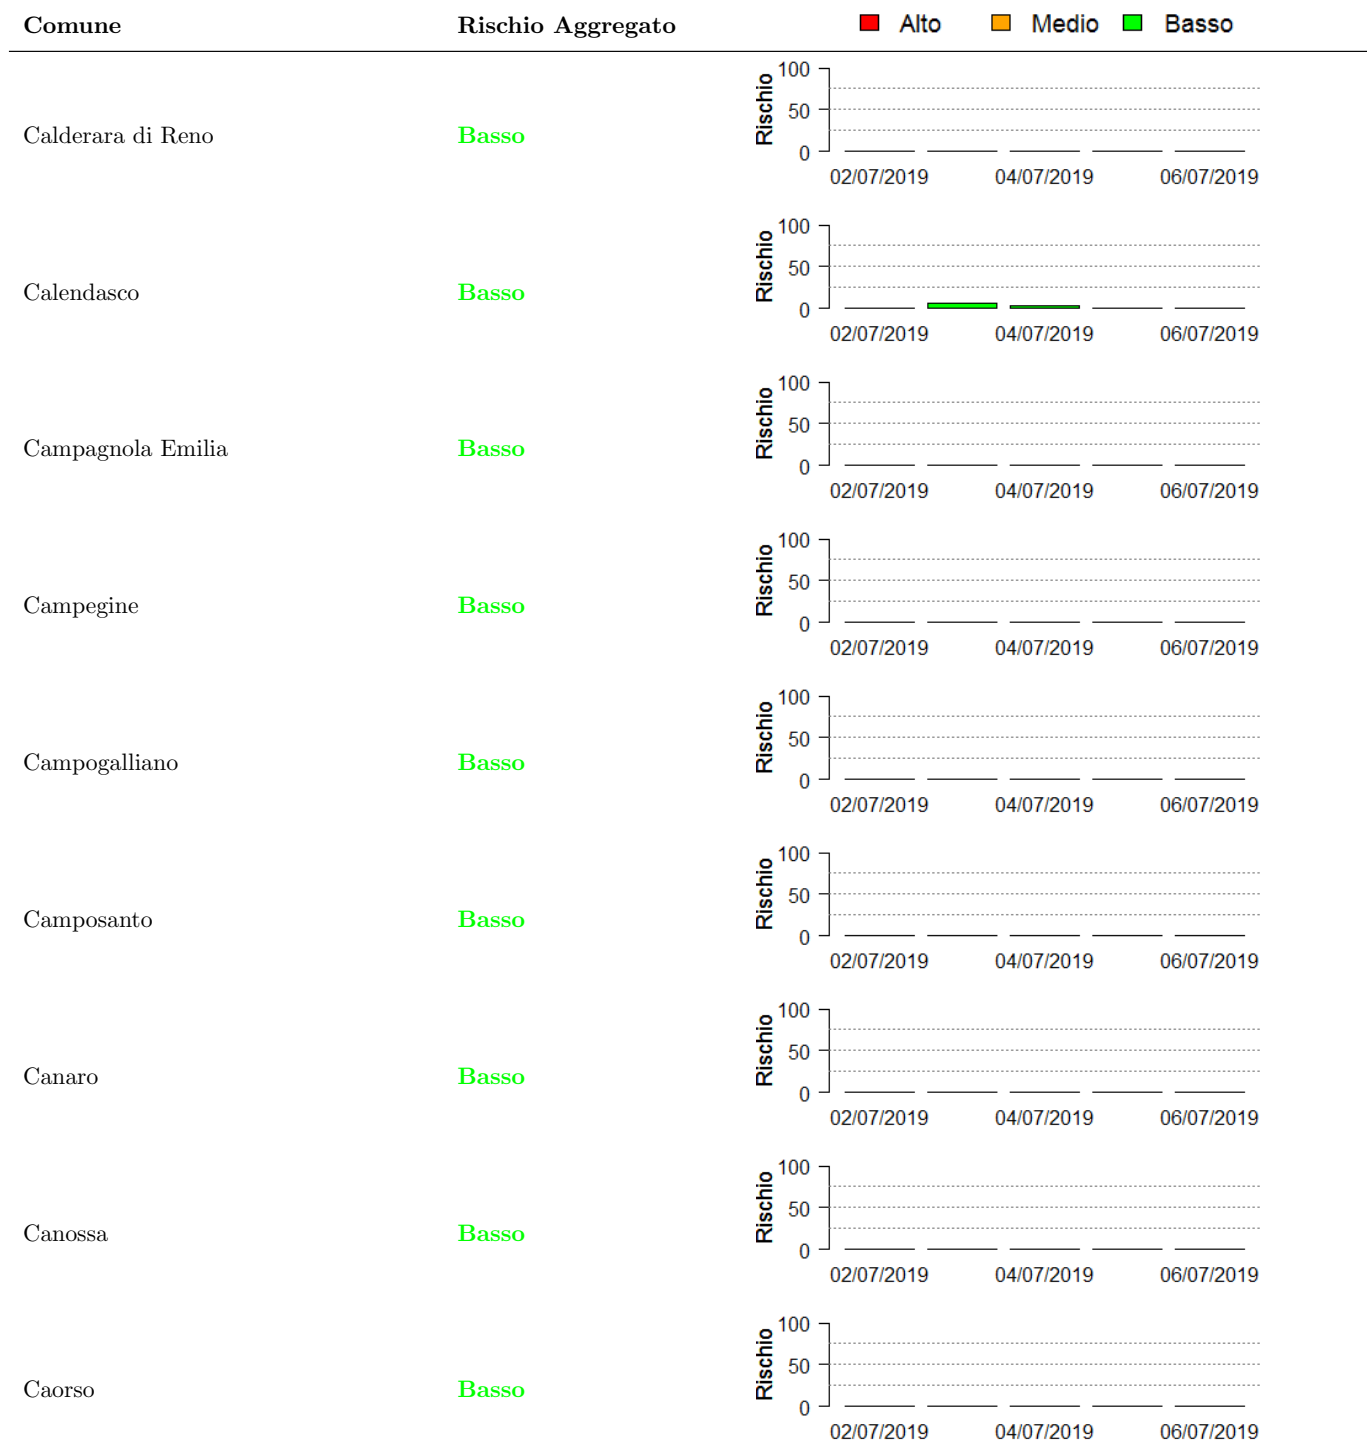 Comune Rischio Aggregato Alto Medio Basso
100
50
0
Rischio
Calderara di Reno Basso
02/07/2019 04/07/2019 06/07/2019
100
50
0
Rischio
Calendasco Basso
02/07/2019 04/07/2019 06/07/2019
100
50
0
Rischio
Campagnola Emilia Basso
02/07/2019 04/07/2019 06/07/2019
100
50
0
Rischio
Campegine Basso
02/07/2019 04/07/2019 06/07/2019
100
50
0
Rischio
Campogalliano Basso
02/07/2019 04/07/2019 06/07/2019
100
50
0
Rischio
Camposanto Basso
02/07/2019 04/07/2019 06/07/2019
100
50
0
Rischio
Canaro Basso
02/07/2019 04/07/2019 06/07/2019
100
50
0
Rischio
Canossa Basso
02/07/2019 04/07/2019 06/07/2019
100
50
0
Rischio
Caorso Basso
02/07/2019 04/07/2019 06/07/2019